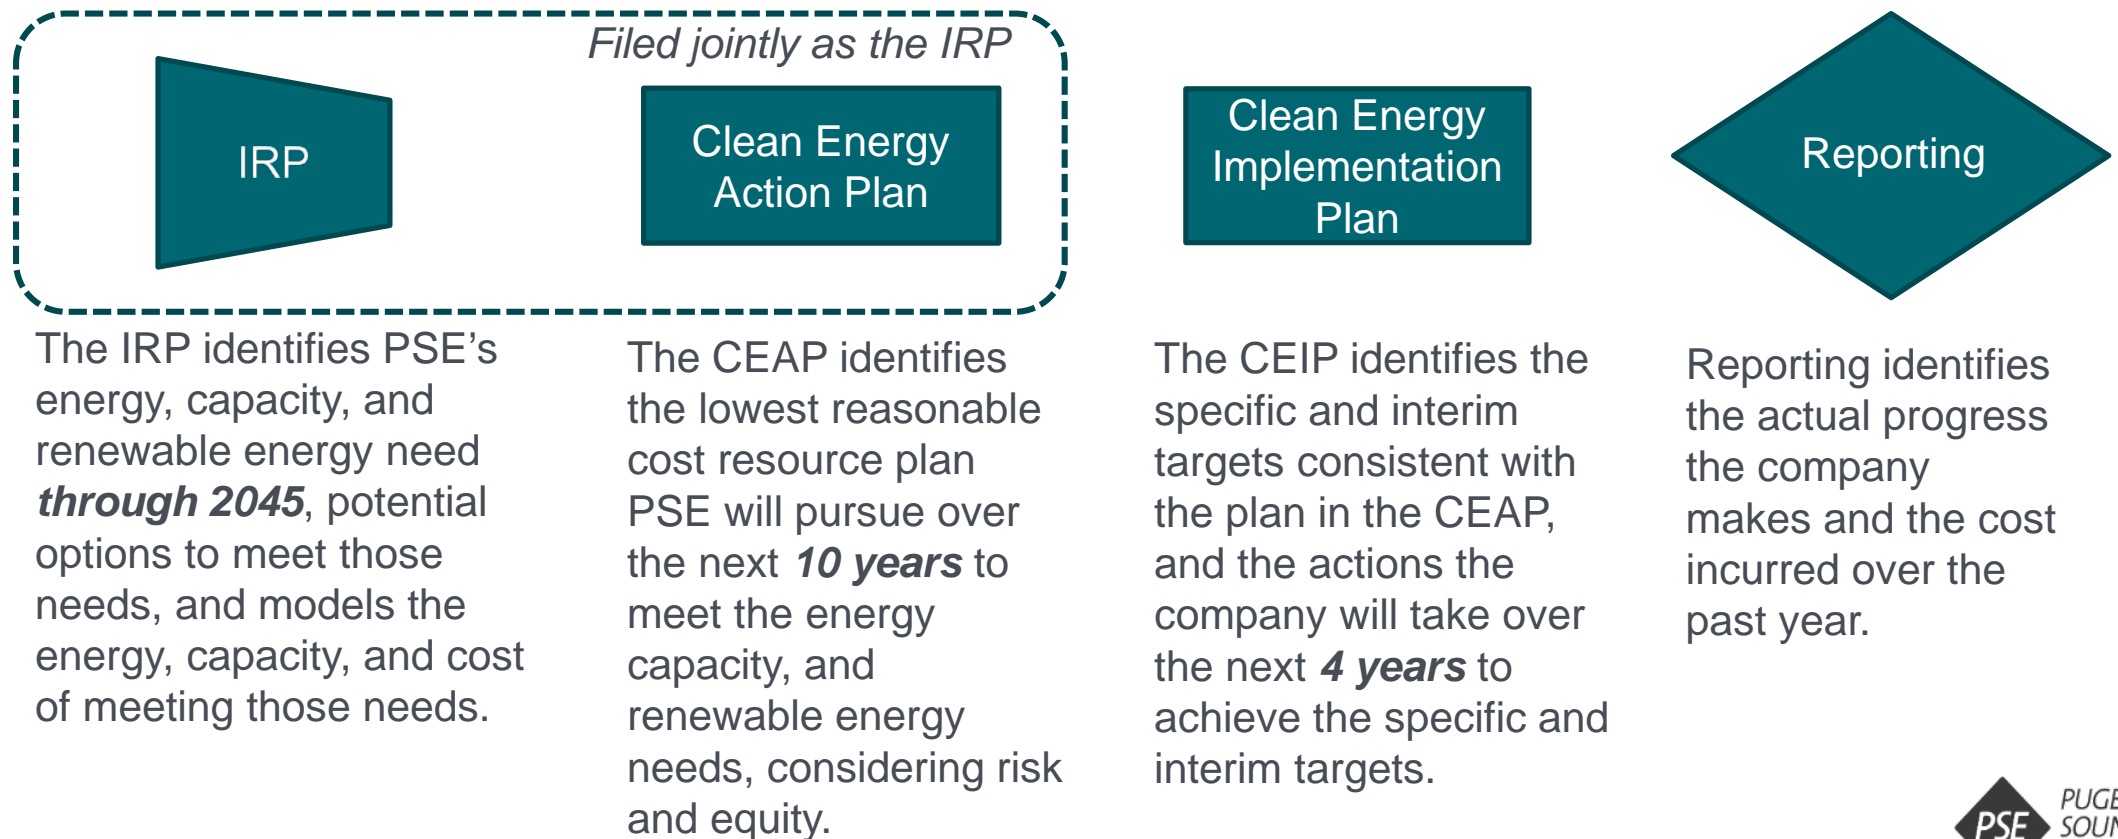 Filed jointly as the IRP
IRP
Clean Energy
Action Plan
Clean Energy
Implementation
Plan
Reporting
The IRP identifies PSE’s
energy, capacity, and
renewable energy need
through 2045, potential
options to meet those
needs, and models the
energy, capacity, and cost
of meeting those needs.
The CEAP identifies
the lowest reasonable
cost resource plan
PSE will pursue over
the next 10 years to
meet the energy
capacity, and
renewable energy
needs, considering risk
and equity.
The CEIP identifies the
specific and interim
targets consistent with
the plan in the CEAP,
and the actions the
company will take over
the next 4 years to
achieve the specific and
interim targets.
Reporting identifies
the actual progress
the company
makes and the cost
incurred over the
past year.
PSE